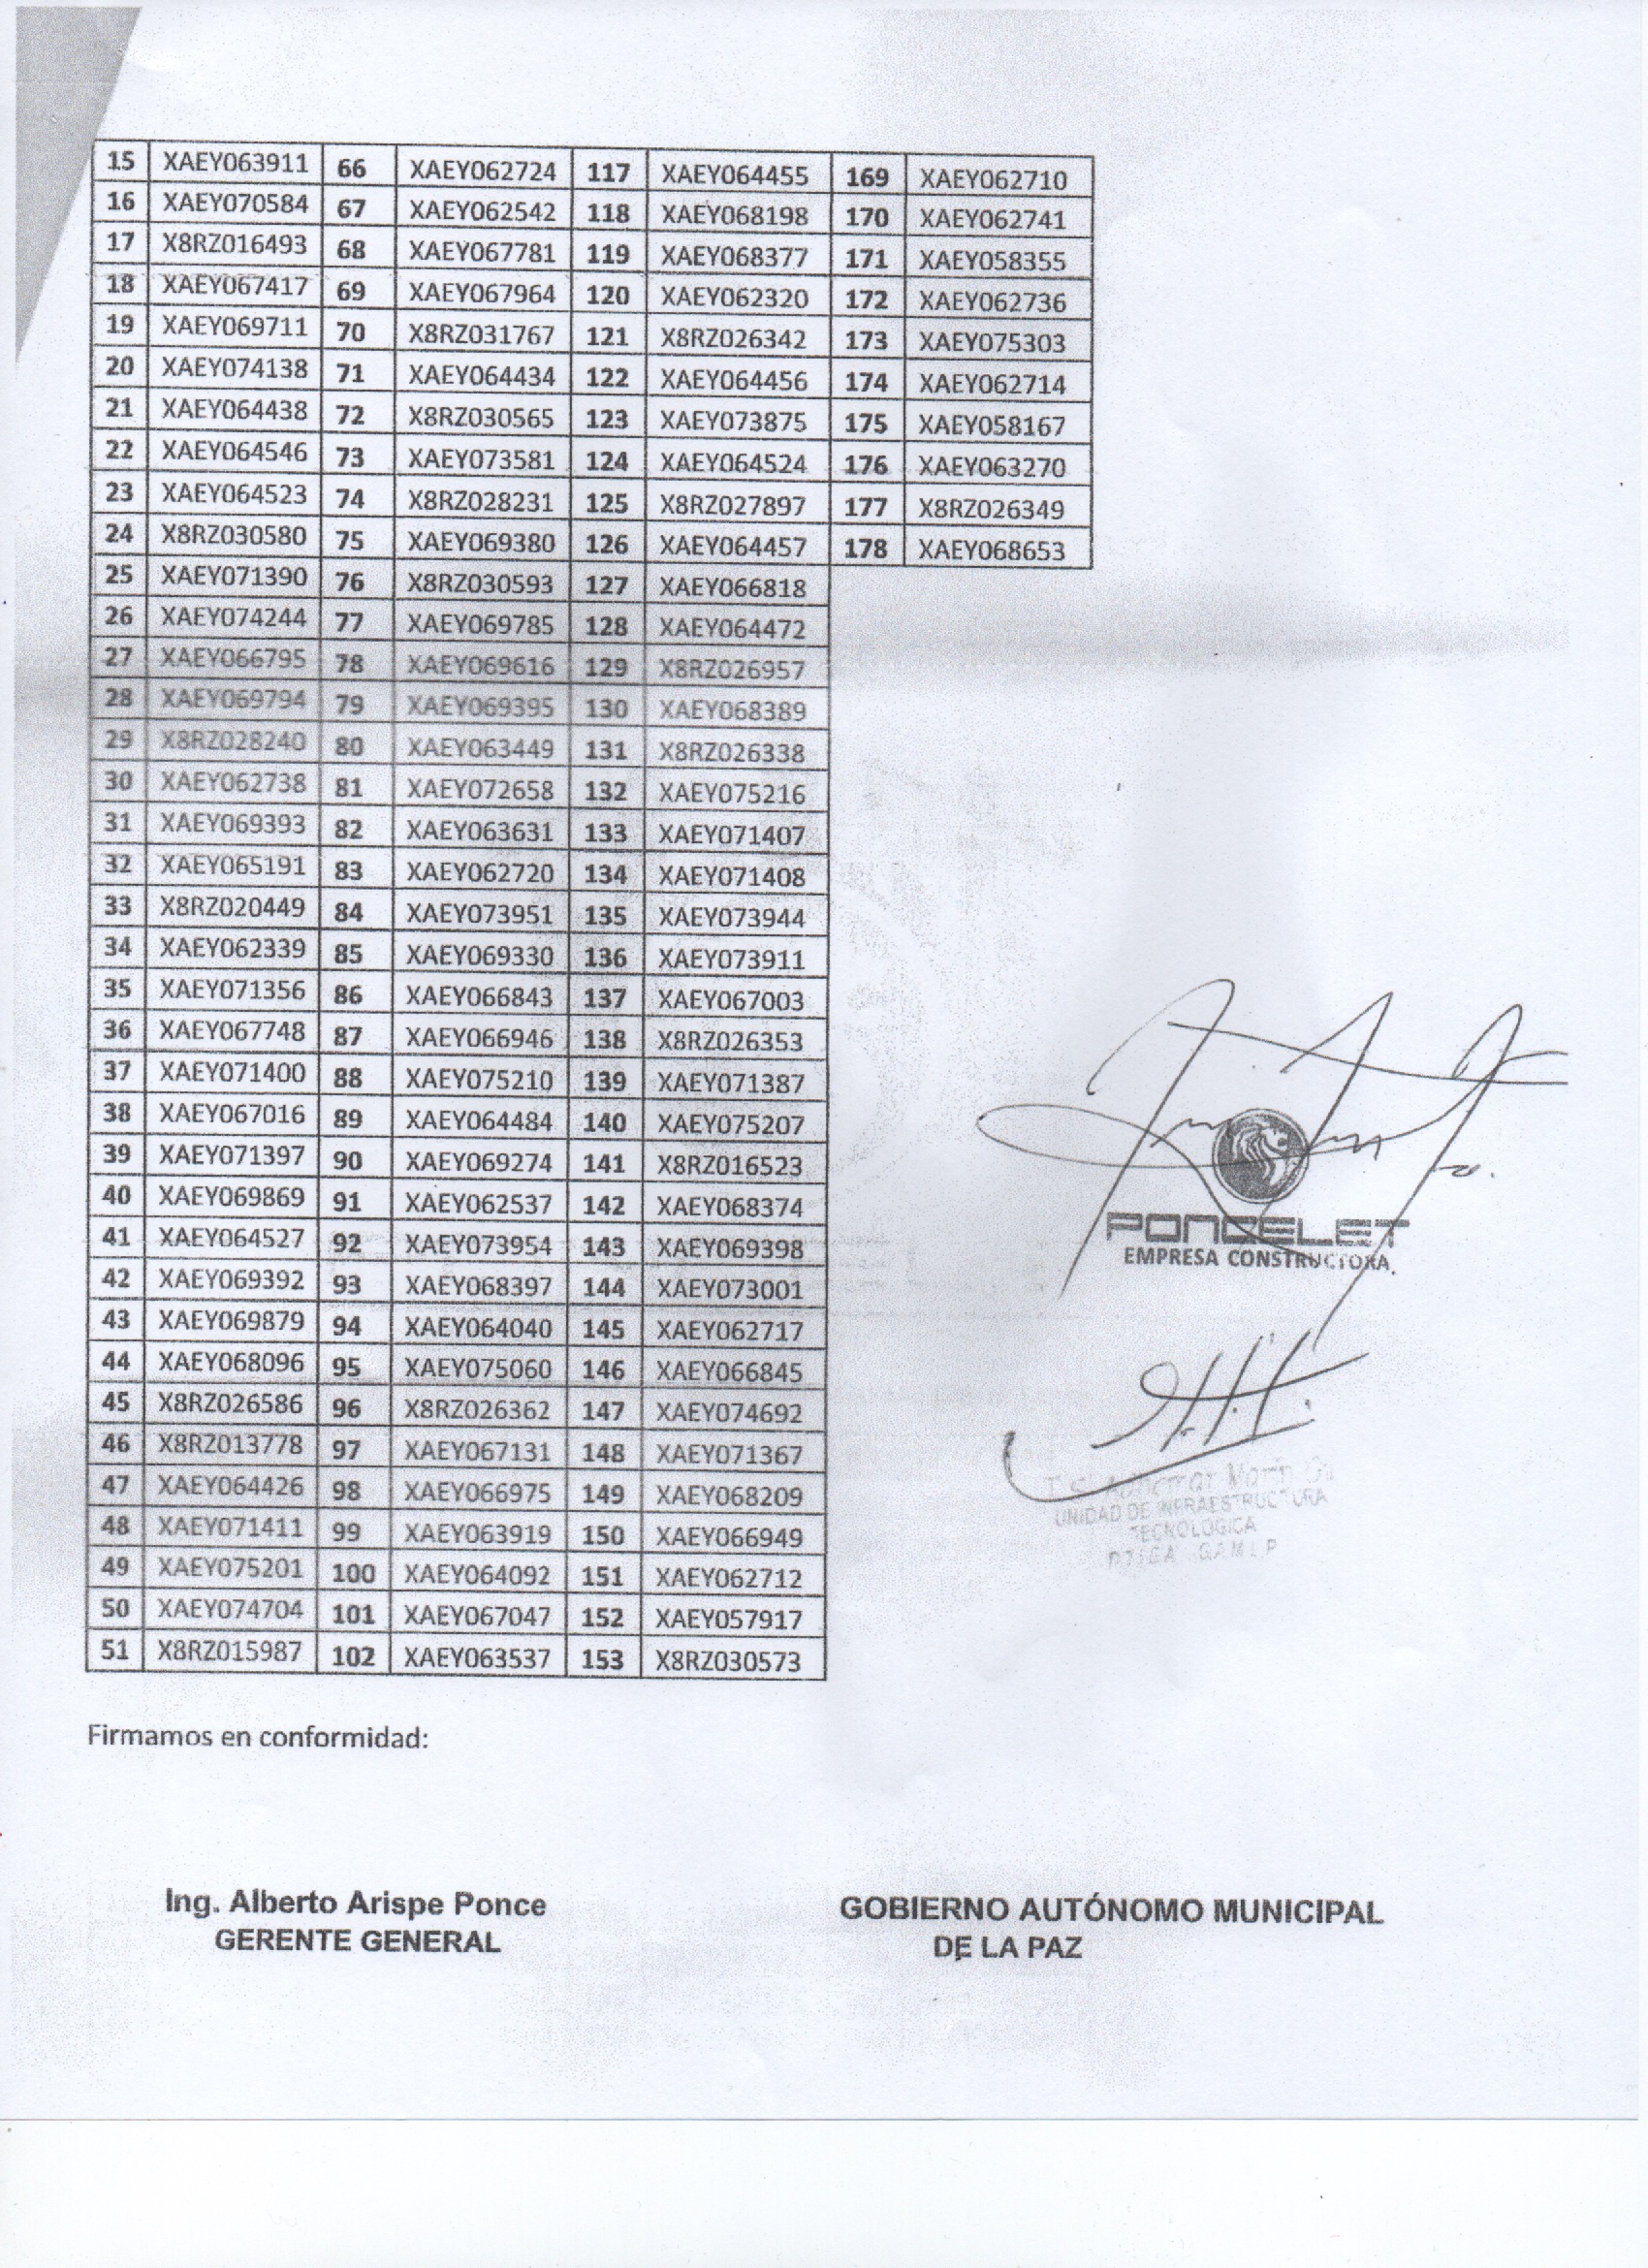 15 XAEY063911 66 XAEY062724 117 XAEY064455 169 XAEY062710
16 XAEY070584 67 XAEY062542 118 XAEY068198 170 XAEY062741
17 X8RZ016493 68 XAEY067781 119 XAEY068377 171 XAEY058355
18 XAEY067417 69 XAEY067964 120 XAEY062320 172 XAEY062736
19 XAEY069711 70 X8RZ031767 121 X8RZ026342 173 XAEY075303
20 XAEY074138 71 XAEY064434 122 XAEY064456 174 XAEY062714
21 XAEY064438 72 X8RZ030565 123 XAEY073875 175 XAEY058167
22 XAEY064546 73 XAEY073581 124 XAEY064524 176 XAEY063270
23 XAEY064523 74 X8RZ028231 125 X8RZ027897 177 X8RZ026349
24 X8RZ030580 75 XAEY069380 126 XAEY064457 178 XAEY068653
25 XAEY071390 76 X8RZ030593 127 XAEY066818
26 XAEY074244 77 XAEY069785 128 XAEY064472
27 XAEY066795 78 XAEY069616 129 X8RZ026957
28 XAEY069794 79 XAEY069395 130 XAEY068389
29 X8RZ028240 80 XAEY063449 131 X8RZ026338
30 XAEY062738 81 XAEY072658 132 XAEY075216
31 XAEY069393 82 XAEY063631 133 XAEY071407
32 XAEY065191 83 XAEY062720 134 XAEY071408
33 X8RZ020449 84 XAEY073951 135 XAEY073944
34 XAEY062339 85 XAEY069330 136 XAEY073911
35 XAEY071356 86 XAEY066843 137 XAEY067003
36 XAEY067748 87 XAEY066946 138 X8RZ026353
37 XAEY071400 88 XAEY075210 139 XAEY071387
38 XAEY067016 89 XAEY064484 140 XAEY075207
39 XAEY071397 90 XAEY069274 141 X8RZ016523
40 XAEY069869 91 XAEY062537 142 XAEY068374
41 XAEY064527 92 XAEY073954 143 XAEY069398
42 XAEY069392 93 XAEY068397 144 XAEY073001
43 XAEY069879 94 XAEY064040 145 XAEY062717
44 XAEY068096 95 XAEY075060 146 XAEY066845
45 X8RZ026586 96 X8RZ026362 147 XAEY074692
46 X8RZ013778 97 XAEY067131 148 XAEY071367
47 XAEY064426 98 XAEY066975 149 XAEY068209
48 XAEY071411 99 XAEY063919 150 XAEY066949
49 XAEY075201 100 XAEY064092 151 XAEY062712
50 XAEY074704 101 XAEY067047 152 XAEY057917
51 X8RZ015987 102 XAEY063537 153 X8RZ030573
PONCELET
EMPRESA CONSTRUCTORA
UNIDAD DE INFRAESTRUCTURA
TECNOLOGICA
Firmamos en conformidad:
Ing. Alberto Arispe Ponce
GERENTE GENERAL
GOBIERNO AUTÓNOMO MUNICIPAL
DE LA PAZ